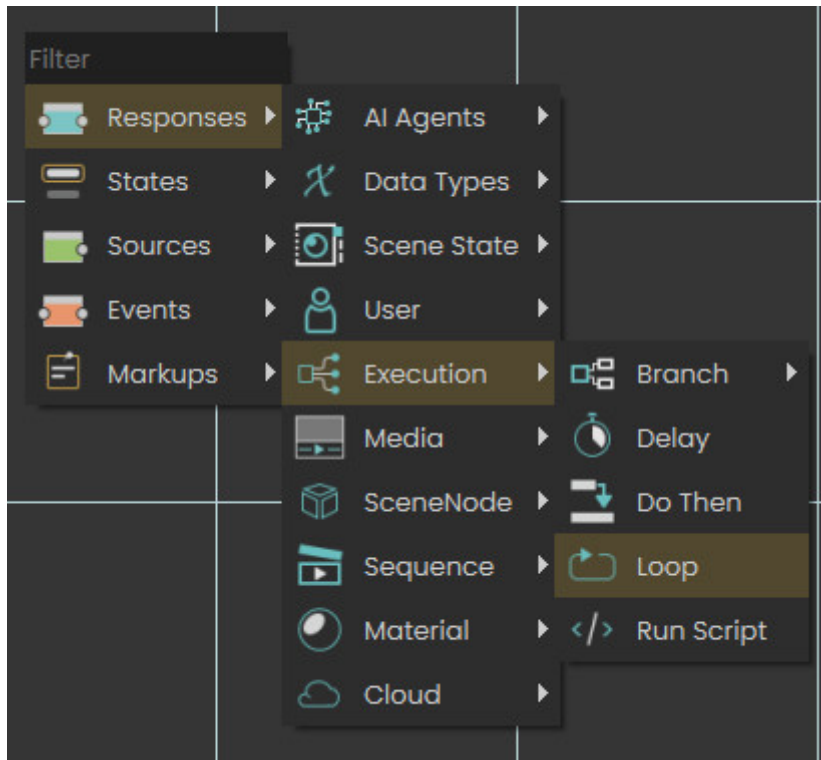 Filter
Responses
States
Sources
Events
Markups
AI Agents
Data Types
Scene State
User
Execution
Media
SceneNode
Sequence
Material
Cloud
Branch
Delay
Do Then
Loop
Run Script